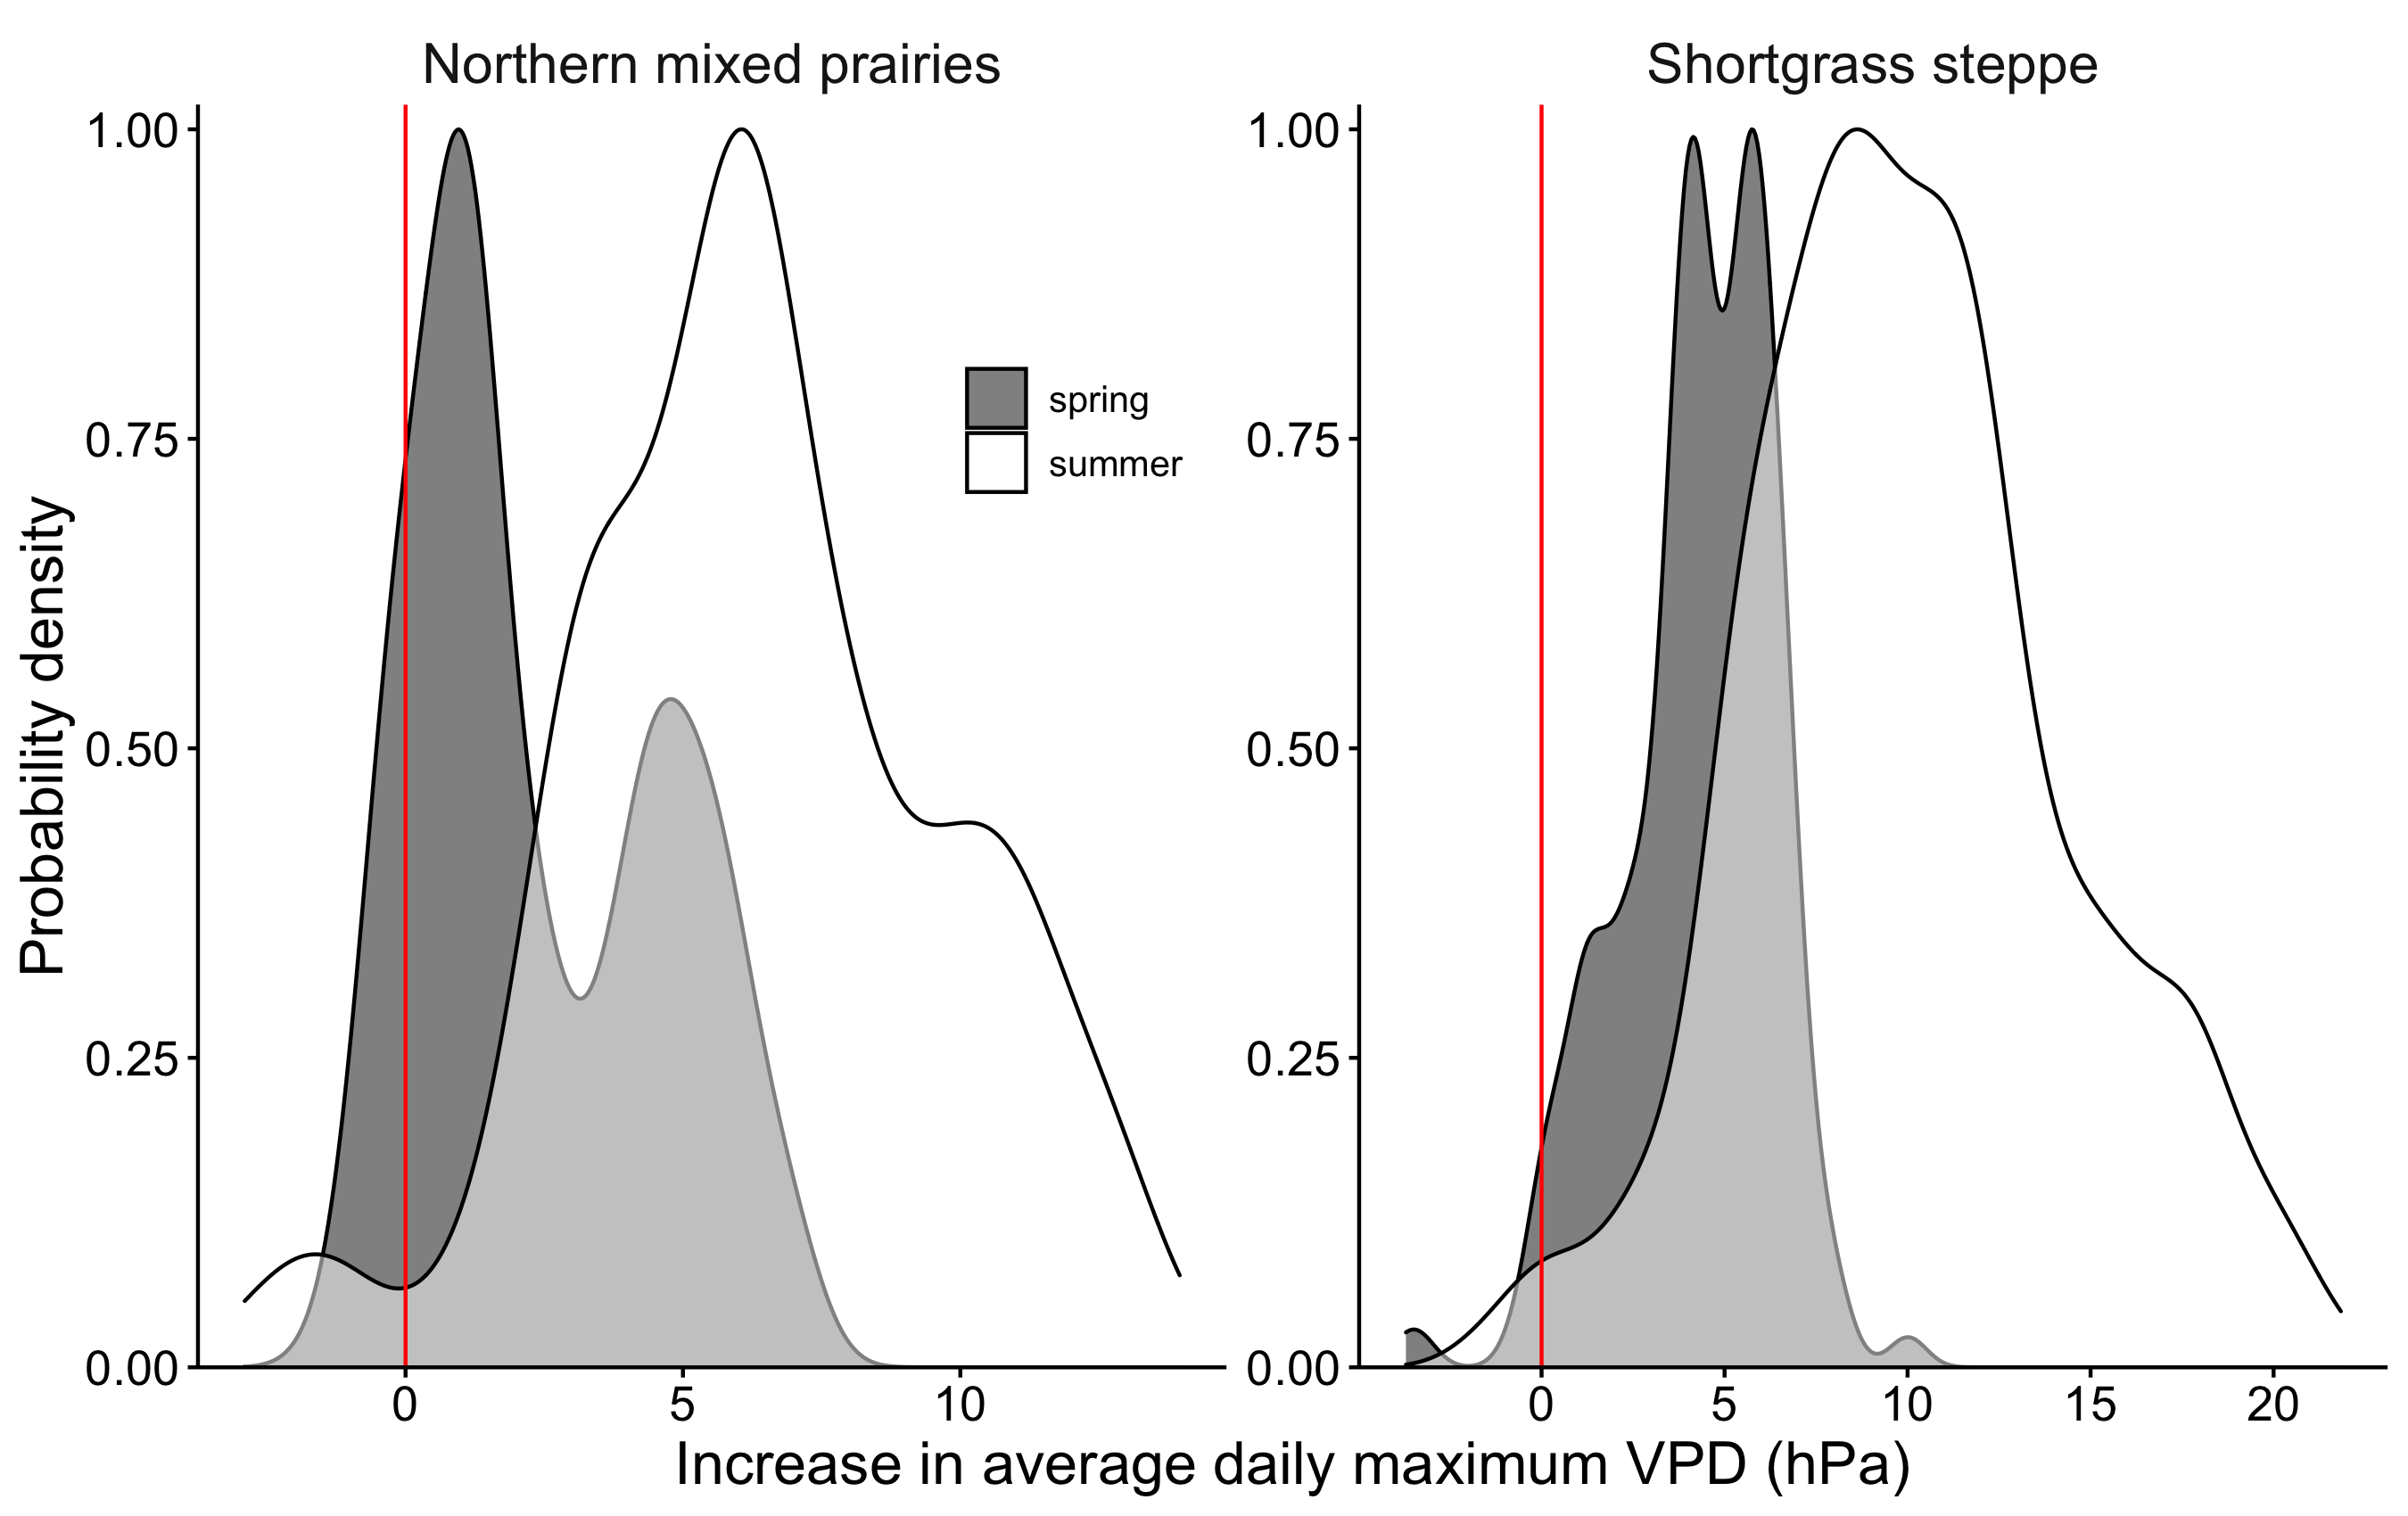 Northern mixed prairies
Shortgrass steppe
1.00
0.75
0.50
0.25
0.00
1.00
0.75
0.50
0.25
0.00
spring
summer
Probability density
0 5 10
0 5 10 15 20
Increase in average daily maximum VPD (hPa)